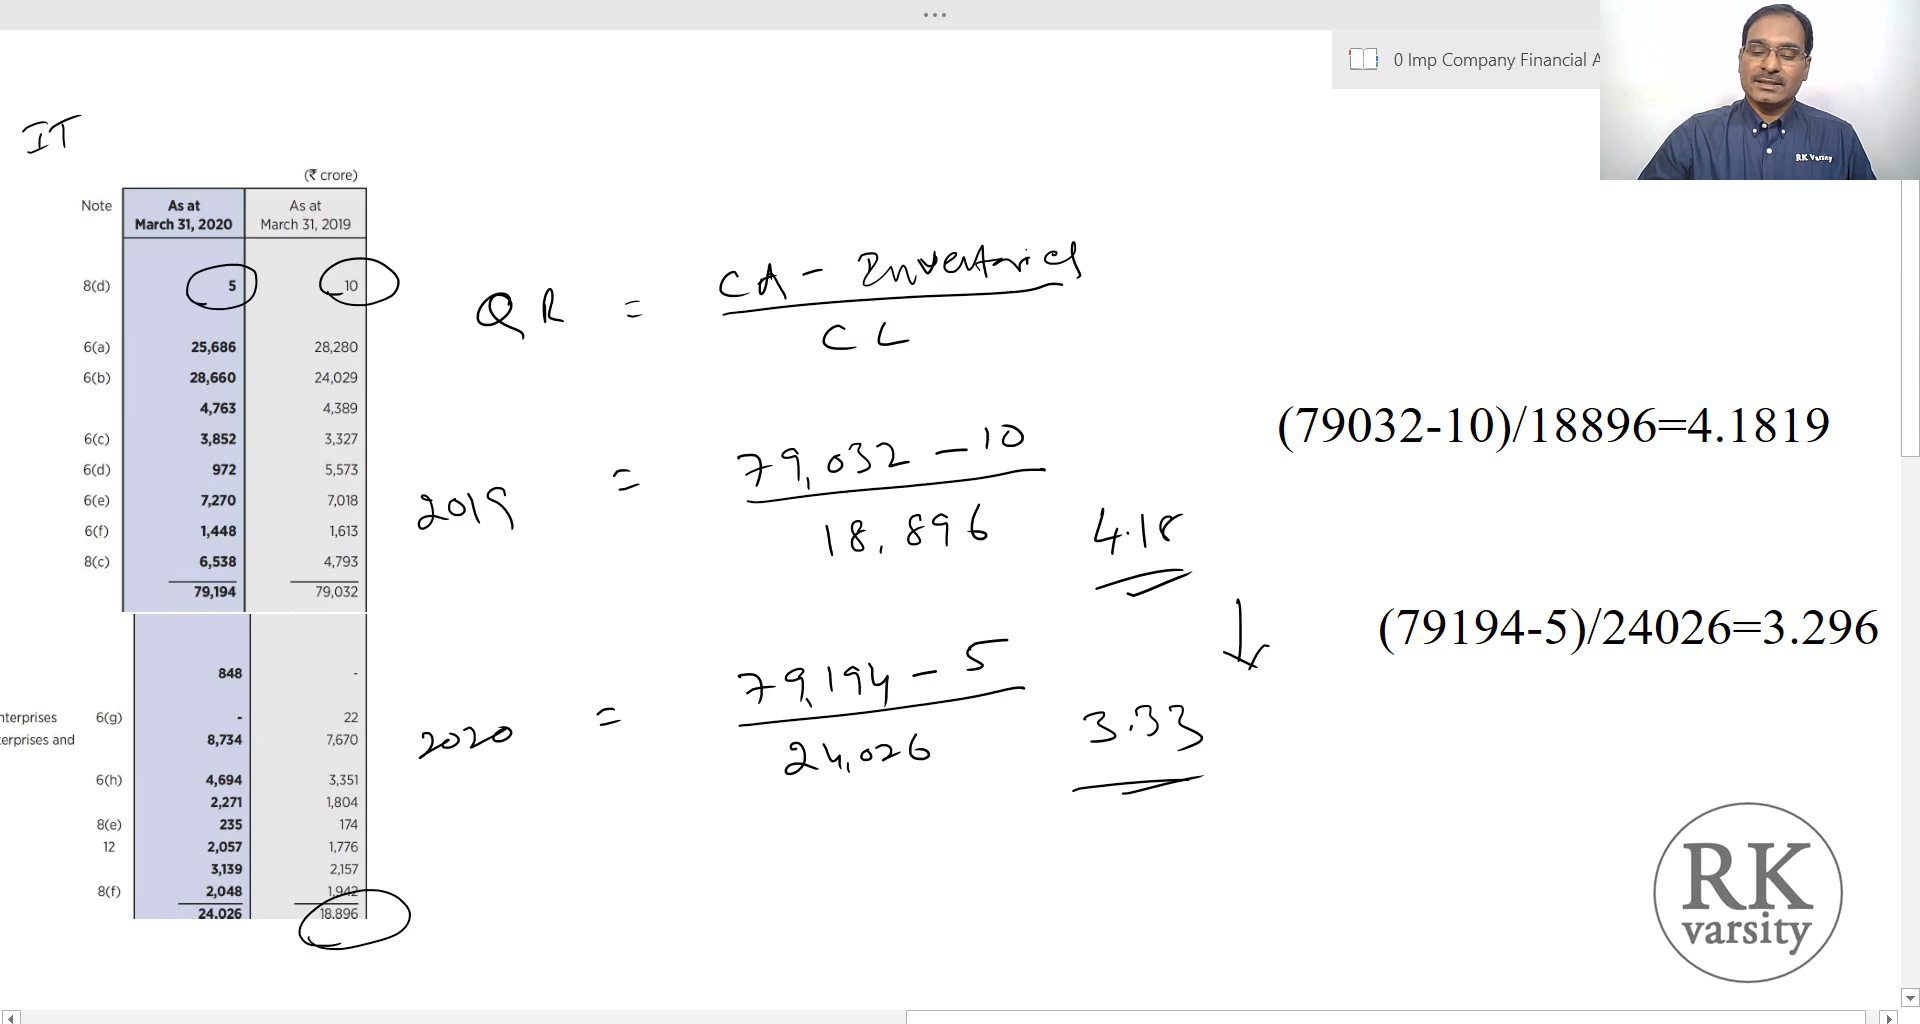 0 Imp Company Financial A
RK Varsity
IT
(₹ crore)
Note As at March 31, 2020 As at March 31, 2019
8(d) 5 10
6(a) 25,686 28,280
6(b) 28,660 24,029
4,763 4,389
6(c) 3,852 3,327
6(d) 972 5,573
6(e) 7,270 7,018
6(f) 1,448 1,613
8(c) 6,538 4,793
79,194 79,032
848 -
nterprises 6(g) - 22
erprises and 8,734 7,670
6(h) 4,694 3,351
2,271 1,804
8(e) 235 174
12 2,057 1,776
3,139 2,157
8(f) 2,048 1,942
24,026 18,896
QR = CA - Inventories
CL
2019 = 79,032 - 10
18,896
4.18
2020 = 79,194 - 5
24,026
3.33
(79032-10)/18896=4.1819
(79194-5)/24026=3.296
RK
varsity